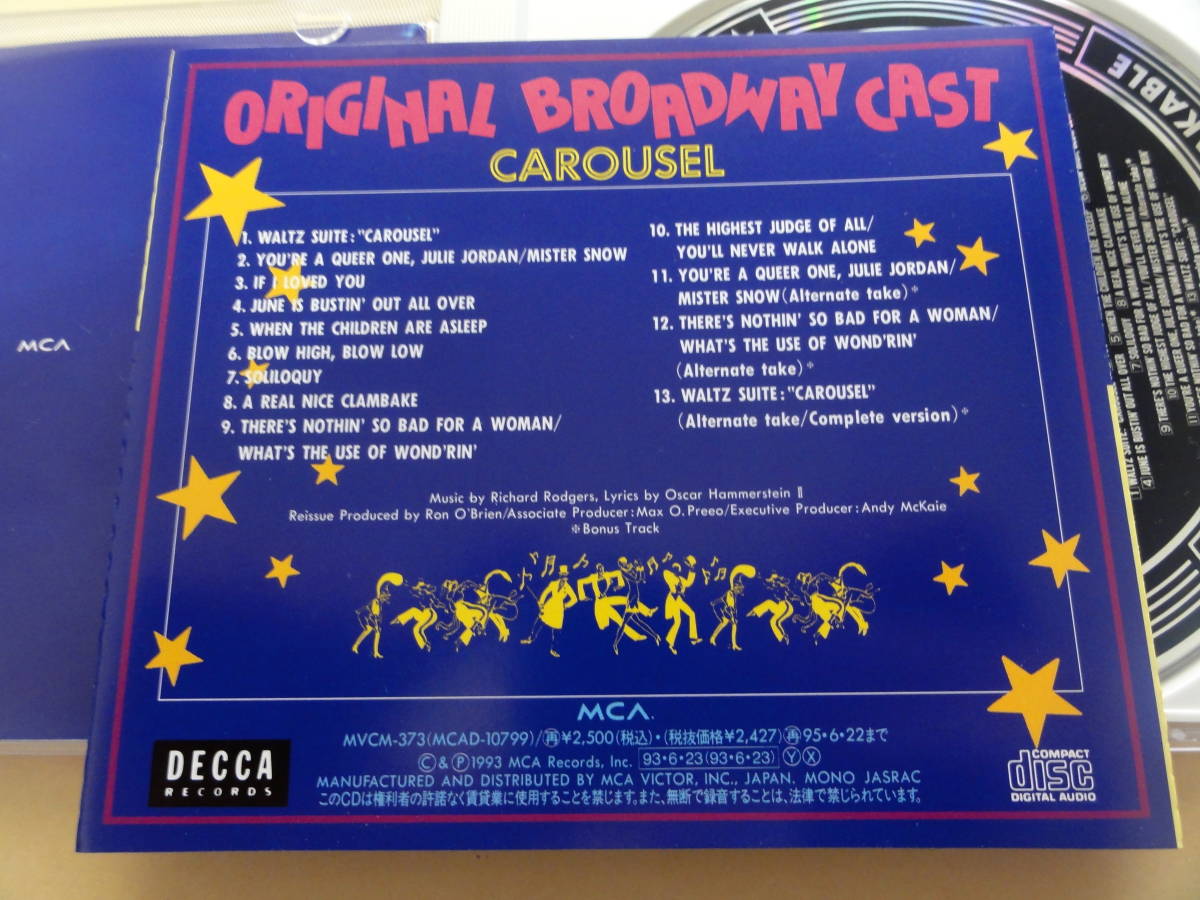 MCA
ORIGINAL BROADWAY CAST
CAROUSEL
1. WALTZ SUITE: "CAROUSEL"
2. YOU'RE A QUEER ONE, JULIE JORDAN/MISTER SNOW
3. IF I LOVED YOU
4. JUNE IS BUSTIN' OUT ALL OVER
5. WHEN THE CHILDREN ARE ASLEEP
6. BLOW HIGH, BLOW LOW
7. SOLILOQUY
8. A REAL NICE CLAMBAKE
9. THERE'S NOTHIN' SO BAD FOR A WOMAN/
WHAT'S THE USE OF WOND'RIN'
10. THE HIGHEST JUDGE OF ALL/
YOU'LL NEVER WALK ALONE
11. YOU'RE A QUEER ONE, JULIE JORDAN/
MISTER SNOW (Alternate take)※
12. THERE'S NOTHIN' SO BAD FOR A WOMAN/
WHAT'S THE USE OF WOND'RIN'
(Alternate take)※
13. WALTZ SUITE: "CAROUSEL"
(Alternate take/Complete version)※
Music by Richard Rodgers, Lyrics by Oscar Hammerstein Ⅱ
Reissue Produced by Ron O'Brien/Associate Producer: Max O. Preeo/Executive Producer: Andy McKaie
※Bonus Track
MCA.
MVCM-373(MCAD-10799)/再¥2,500(税込)・(税抜価格¥2,427)再95・6・22まで
©&Ⓟ1993 MCA Records, Inc. 93・6・23(93・6・23) Ⓨ Ⓧ
MANUFACTURED AND DISTRIBUTED BY MCA VICTOR, INC., JAPAN. MONO JASRAC
このCDは権利者の許諾なく賃貸業に使用することを禁じます。また、無断で録音することは、法律で禁じられています。
DECCA
RECORDS
COMPACT
disc
DIGITAL AUDIO
KABLE